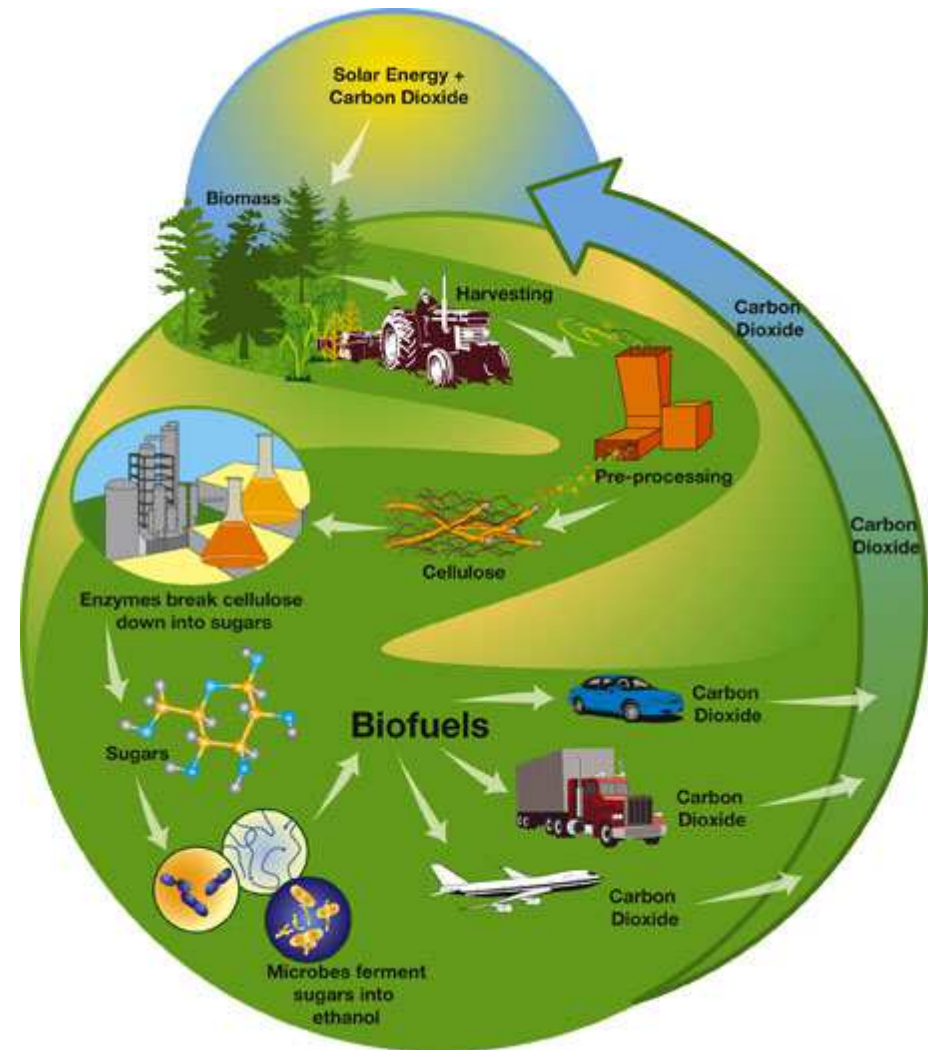 Solar Energy +
Carbon Dioxide
Biomass
Harvesting
Carbon
Dioxide
Pre-processing
Carbon
Dioxide
Cellulose
Enzymes break cellulose
down into sugars
Sugars
Biofuels
Carbon
Dioxide
Carbon
Dioxide
Carbon
Dioxide
Microbes ferment
sugars into
ethanol